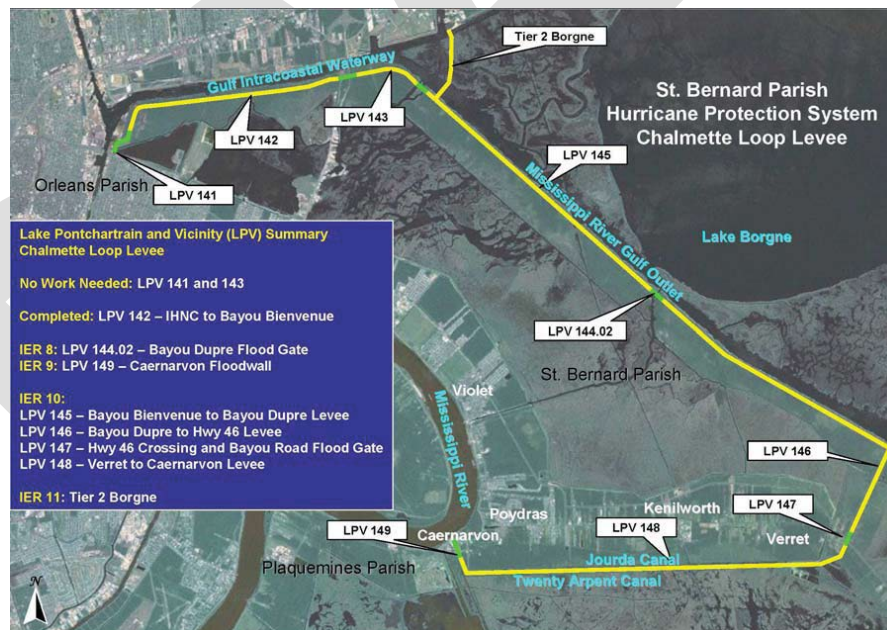 Tier 2 Borgne
Gulf Intracoastal Waterway
St. Bernard Parish
Hurricane Protection System
Chalmette Loop Levee
LPV 143
LPV 142
LPV 145
Orleans Parish
LPV 141
Mississippi River Gulf Outlet
Lake Borgne
Lake Pontchartrain and Vicinity (LPV) Summary
Chalmette Loop Levee
No Work Needed: LPV 141 and 143
Completed: LPV 142 – IHNC to Bayou Bienvenue
IER 8: LPV 144.02 – Bayou Dupre Flood Gate
IER 9: LPV 149 – Caernarvon Floodwall
IER 10:
LPV 145 – Bayou Bienvenue to Bayou Dupre Levee
LPV 146 – Bayou Dupre to Hwy 46 Levee
LPV 147 – Hwy 46 Crossing and Bayou Road Flood Gate
LPV 148 – Verret to Caernarvon Levee
IER 11: Tier 2 Borgne
LPV 144.02
St. Bernard Parish
Violet
Mississippi River
LPV 146
LPV 147
Poydras
Kenilworth
LPV 149
Caernarvon
LPV 148
Verret
Jourda Canal
Plaquemines Parish
Twenty Arpent Canal
N